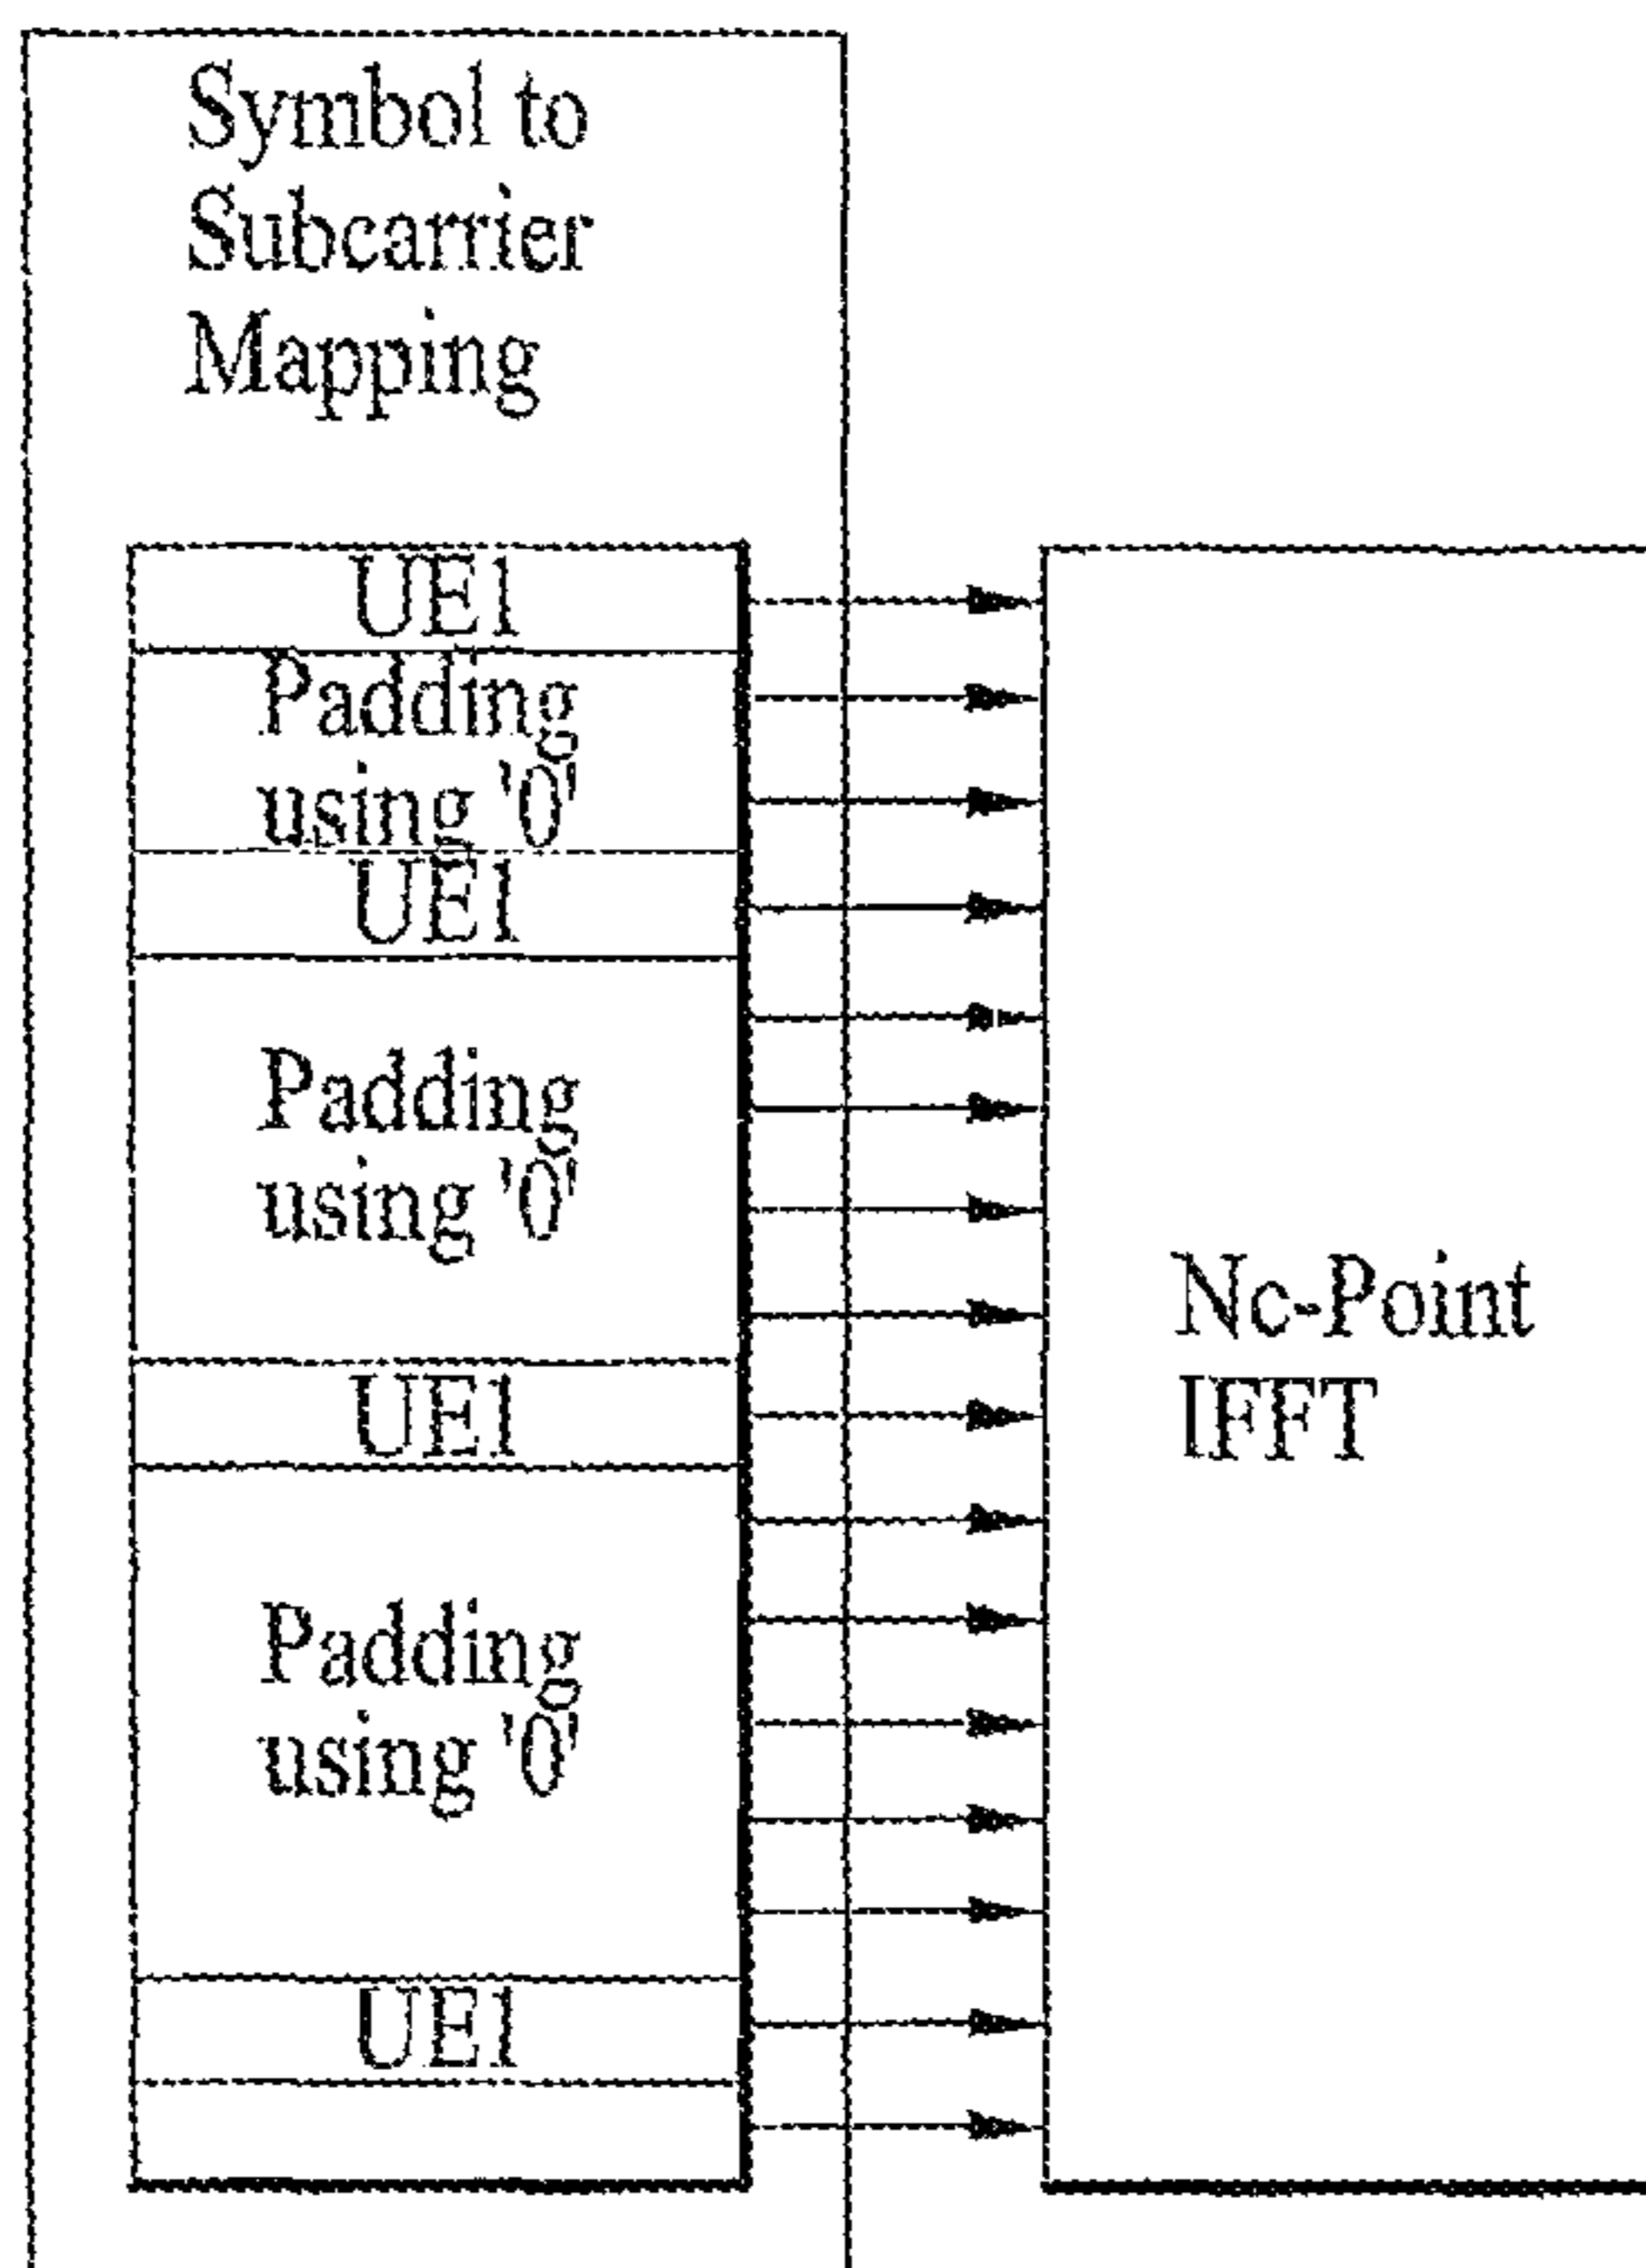 Symbol to
Subcarrier
Mapping
UE1
Padding
using '0'
UE1
Padding
using '0'
UE1
Padding
using '0'
UE1
Nc-Point
IFFT